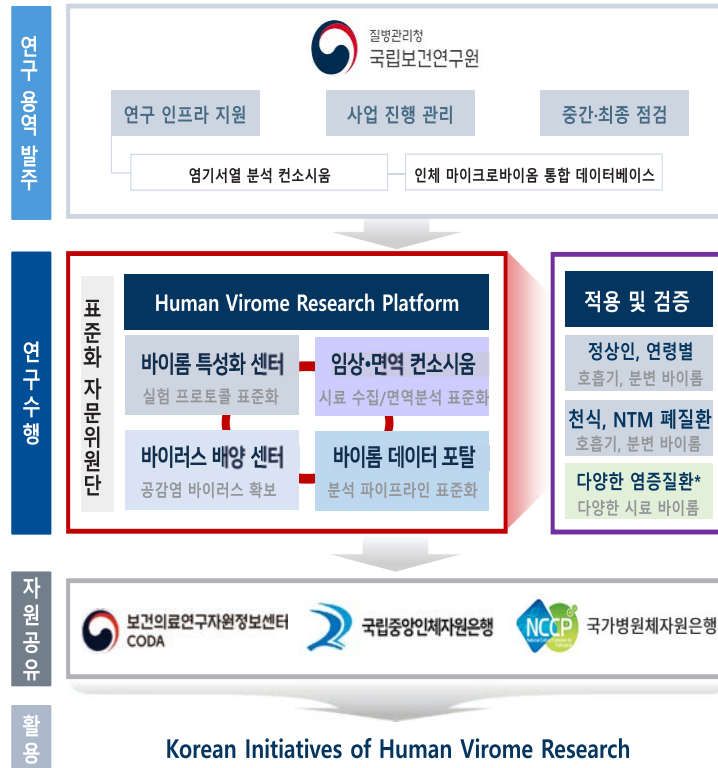 연구 용역 발주
질병관리청
국립보건연구원
연구 인프라 지원
사업 진행 관리
중간·최종 점검
염기서열 분석 컨소시움
인체 마이크로바이옴 통합 데이터베이스
연구수행
표준화 자문위원단
Human Virome Research Platform
바이롬 특성화 센터
실험 프로토콜 표준화
임상•면역 컨소시움
시료 수집/면역분석 표준화
바이러스 배양 센터
공감염 바이러스 확보
바이롬 데이터 포탈
분석 파이프라인 표준화
적용 및 검증
정상인, 연령별
호흡기, 분변 바이롬
천식, NTM 폐질환
호흡기, 분변 바이롬
다양한 염증질환*
다양한 시료 바이롬
자원공유
보건의료연구자원정보센터
CODA
국립중앙인체자원은행
NCCP
국가병원체자원은행
활용
Korean Initiatives of Human Virome Research